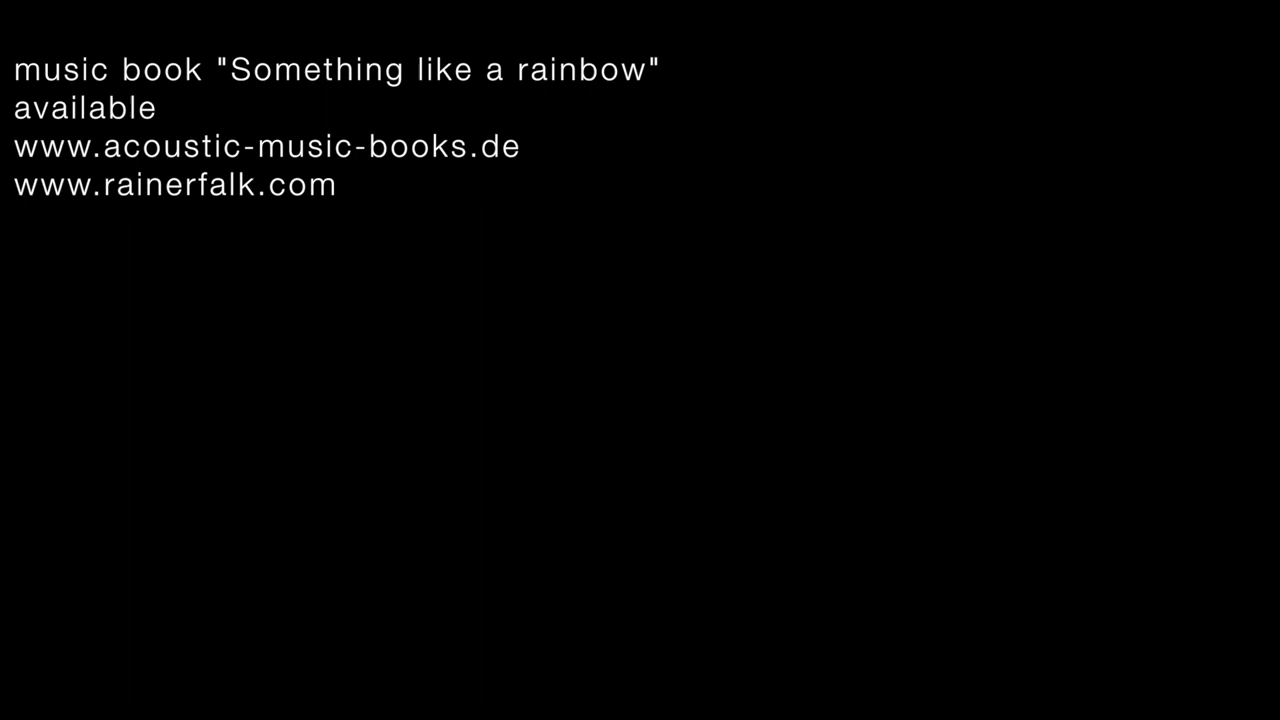 music book "Something like a rainbow"
available
www.acoustic-music-books.de
www.rainerfalk.com